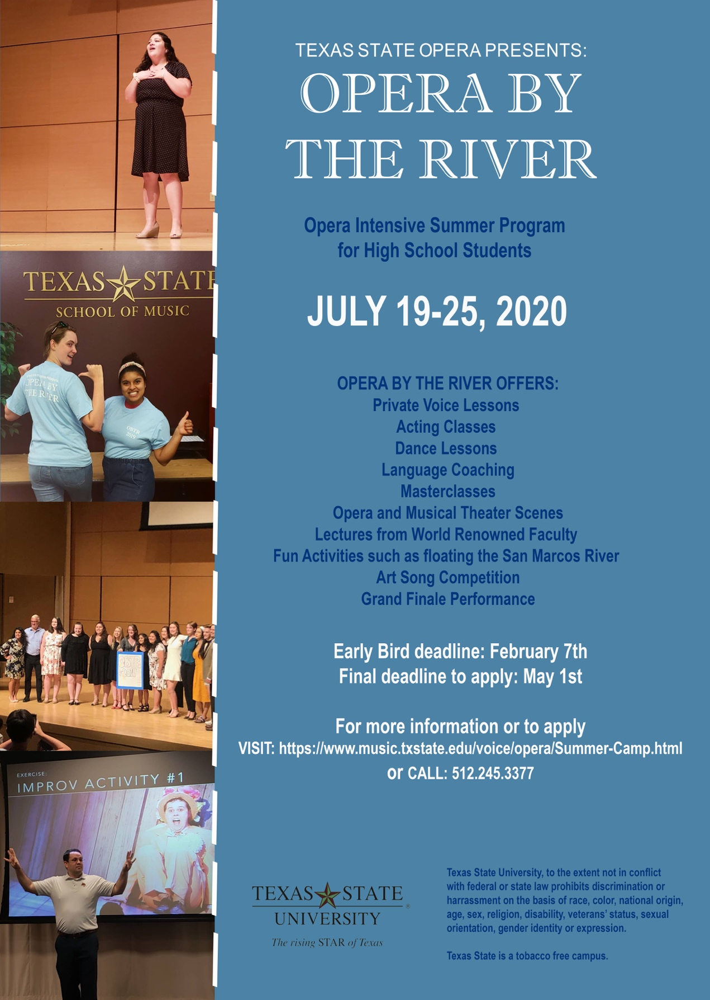 TEXAS STATE OPERA PRESENTS:
OPERA BY
THE RIVER
Opera Intensive Summer Program
for High School Students
JULY 19-25, 2020
OPERA BY THE RIVER OFFERS:
Private Voice Lessons
Acting Classes
Dance Lessons
Language Coaching
Masterclasses
Opera and Musical Theater Scenes
Lectures from World Renowned Faculty
Fun Activities such as floating the San Marcos River
Art Song Competition
Grand Finale Performance
Early Bird deadline: February 7th
Final deadline to apply: May 1st
For more information or to apply
VISIT: https://www.music.txstate.edu/voice/opera/Summer-Camp.html
or CALL: 512.245.3377
TEXAS STATE
SCHOOL OF MUSIC
OPERA BY
THE RIVER
OBTR
2019
OBTR
EXERCISE:
IMPROV ACTIVITY #1
TEXAS STATE
®
UNIVERSITY
The rising STAR of Texas
Texas State University, to the extent not in conflict
with federal or state law prohibits discrimination or
harrassment on the basis of race, color, national origin,
age, sex, religion, disability, veterans' status, sexual
orientation, gender identity or expression.
Texas State is a tobacco free campus.